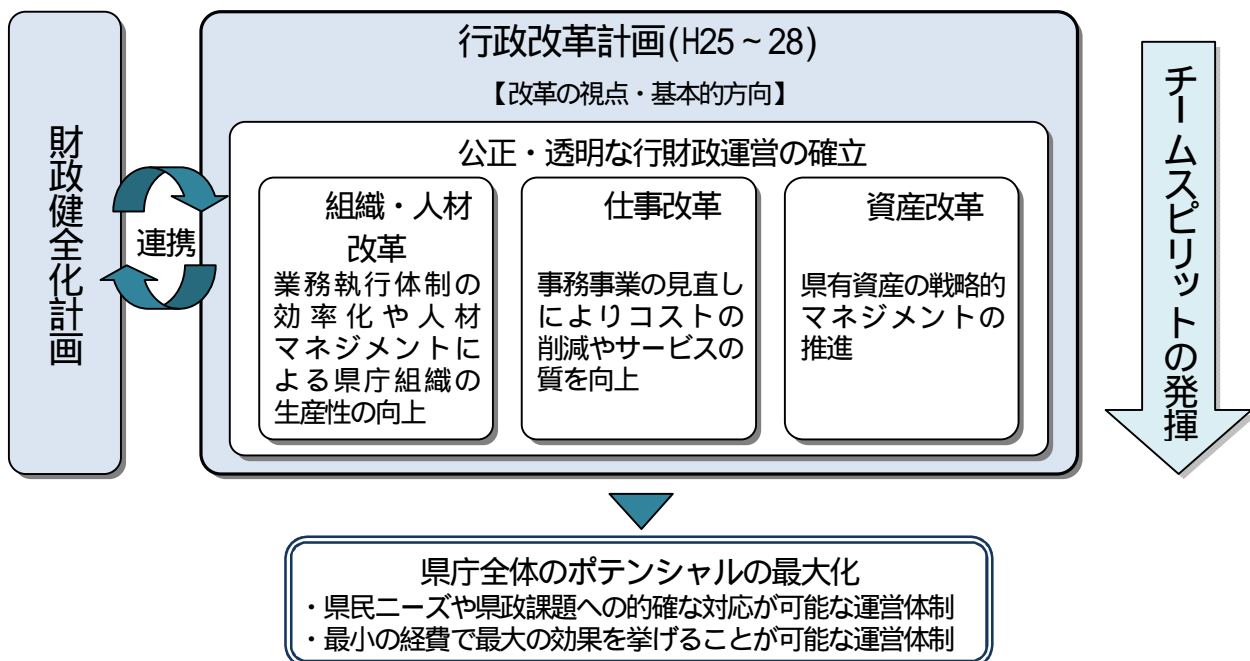 行政改革計画(H25~28)
【改革の視点・基本的方向】
財政健全化計画
連携
公正・透明な行財政運営の確立
組織・人材
改革
業務執行体制の
効率化や人材
マネジメントに
よる県庁組織の
生産性の向上
仕事改革
事務事業の見直し
によりコストの
削減やサービスの
質を向上
資産改革
県有資産の戦略的
マネジメントの
推進
チームスピリットの発揮
県庁全体のポテンシャルの最大化
・県民ニーズや県政課題への的確な対応が可能な運営体制
・最小の経費で最大の効果を挙げることが可能な運営体制